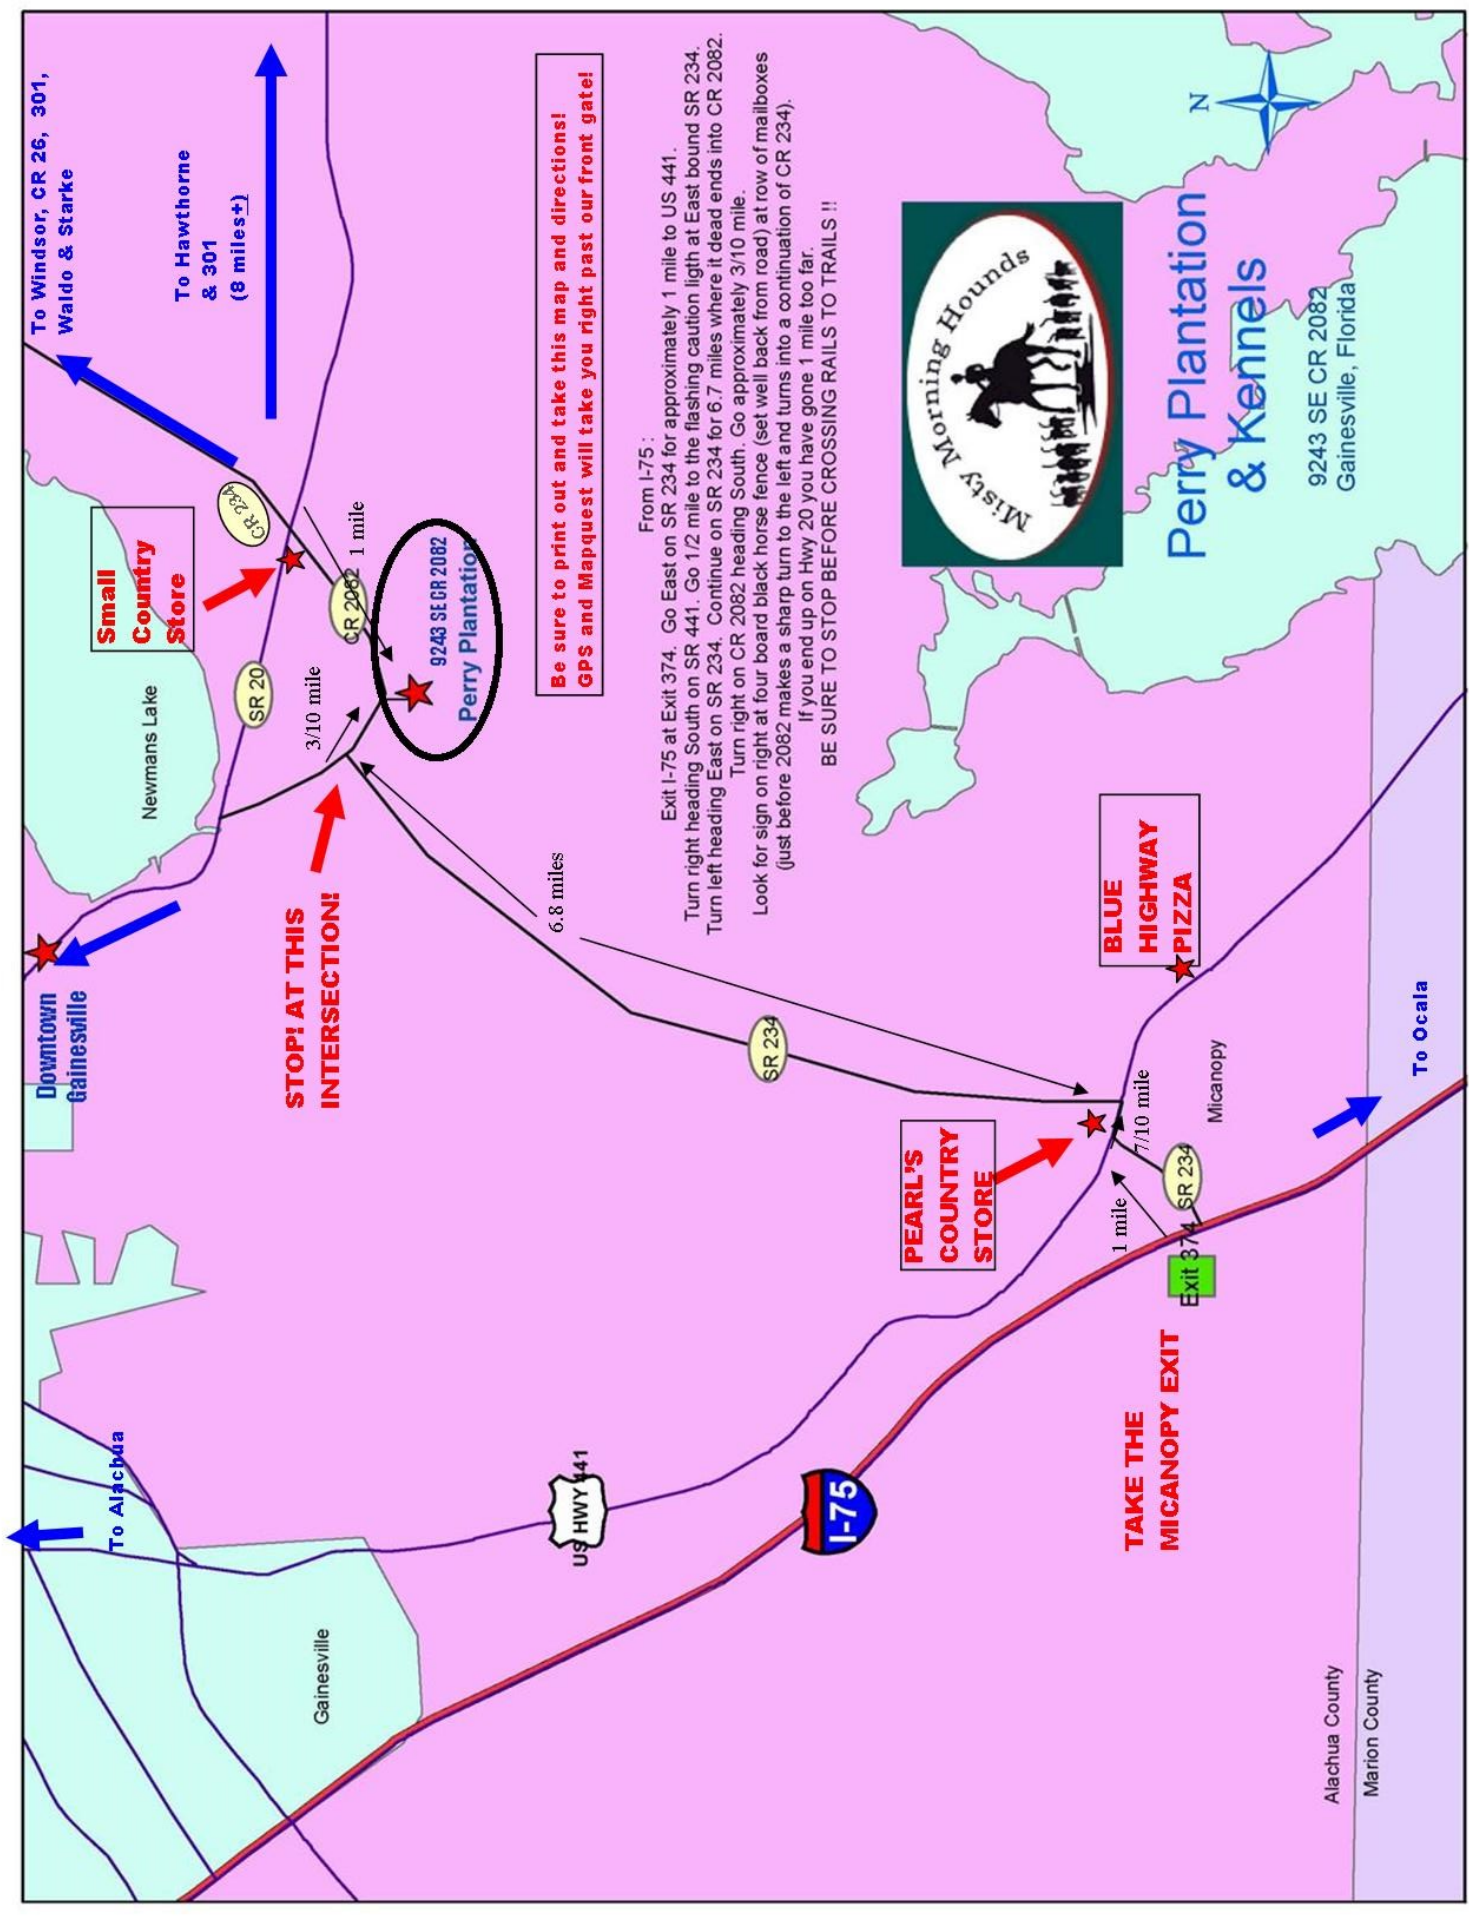 To Windsor, CR 26, 301,
Waldo & Starke
To Hawthorne
& 301
(8 miles+)
Downtown
Gainesville
Newmans Lake
Small
Country
Store
CR 234
SR 20
CR 2082
1 mile
3/10 mile
9243 SE CR 2082
Perry Plantation
STOP! AT THIS
INTERSECTION!
To Alachua
Gainesville
US HWY 441
I-75
6.8 miles
SR 234
Be sure to print out and take this map and directions!
GPS and Mapquest will take you right past our front gate!
From I-75 :
Exit I-75 at Exit 374. Go East on SR 234 for approximately 1 mile to US 441.
Turn right heading South on SR 441. Go 1/2 mile to the flashing caution ligth at East bound SR 234.
Turn left heading East on SR 234. Continue on SR 234 for 6.7 miles where it dead ends into CR 2082.
Turn right on CR 2082 heading South. Go approximately 3/10 mile.
Look for sign on right at four board black horse fence (set well back from road) at row of mailboxes
(just before 2082 makes a sharp turn to the left and turns into a continuation of CR 234).
If you end up on Hwy 20 you have gone 1 mile too far.
BE SURE TO STOP BEFORE CROSSING RAILS TO TRAILS !!
Misty Morning Hounds
N
Perry Plantation
& Kennels
9243 SE CR 2082
Gainesville, Florida
PEARL'S
COUNTRY
STORE
BLUE
HIGHWAY
PIZZA
7/10 mile
1 mile
SR 234
Micanopy
Exit 374
TAKE THE
MICANOPY EXIT
To Ocala
Alachua County
Marion County